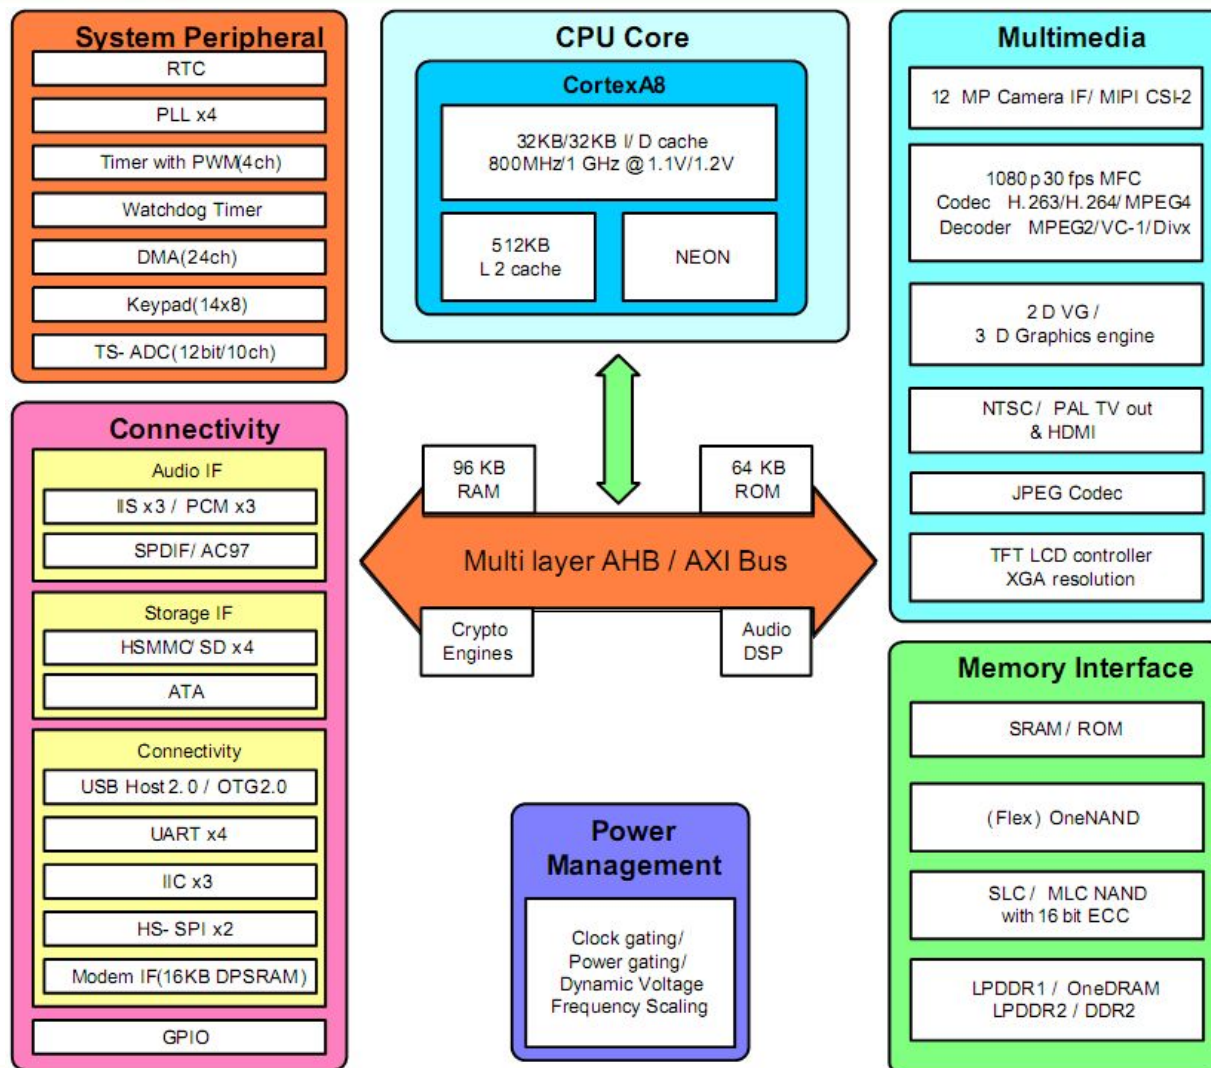 System Peripheral
RTC
PLL x4
Timer with PWM(4ch)
Watchdog Timer
DMA(24ch)
Keypad(14x8)
TS- ADC(12bit/10ch)
Connectivity
Audio IF
IIS x3 / PCM x3
SPDIF/ AC97
Storage IF
HSMMC/ SD x4
ATA
Connectivity
USB Host 2. 0 / OTG2.0
UART x4
IIC x3
HS- SPI x2
Modem IF(16KB DPSRAM)
GPIO
CPU Core
CortexA8
32KB/32KB I/ D cache
800MHz/1 GHz @ 1.1V/1.2V
512KB
L 2 cache
NEON
96 KB
RAM
64 KB
ROM
Multi layer AHB / AXI Bus
Crypto
Engines
Audio
DSP
Power
Management
Clock gating/
Power gating/
Dynamic Voltage
Frequency Scaling
Multimedia
12 MP Camera IF/ MIPI CSI-2
1080 p 30 fps MFC
Codec H. 263/H. 264/ MPEG4
Decoder MPEG2/ VC-1/ Divx
2 D VG /
3 D Graphics engine
NTSC / PAL TV out
& HDMI
JPEG Codec
TFT LCD controller
XGA resolution
Memory Interface
SRAM / ROM
(Flex) OneNAND
SLC / MLC NAND
with 16 bit ECC
LPDDR1 / OneDRAM
LPDDR2 / DDR2